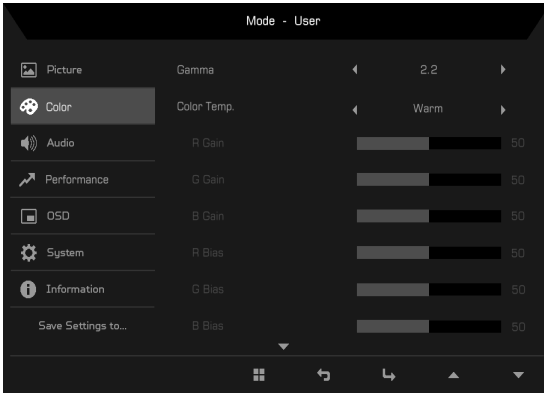 Mode - User
Picture
Gamma 2.2
Color
Color Temp. Warm
Audio
R Gain 50
Performance
G Gain 50
OSD
B Gain 50
System
R Bias 50
Information
G Bias 50
Save Settings to...
B Bias 50